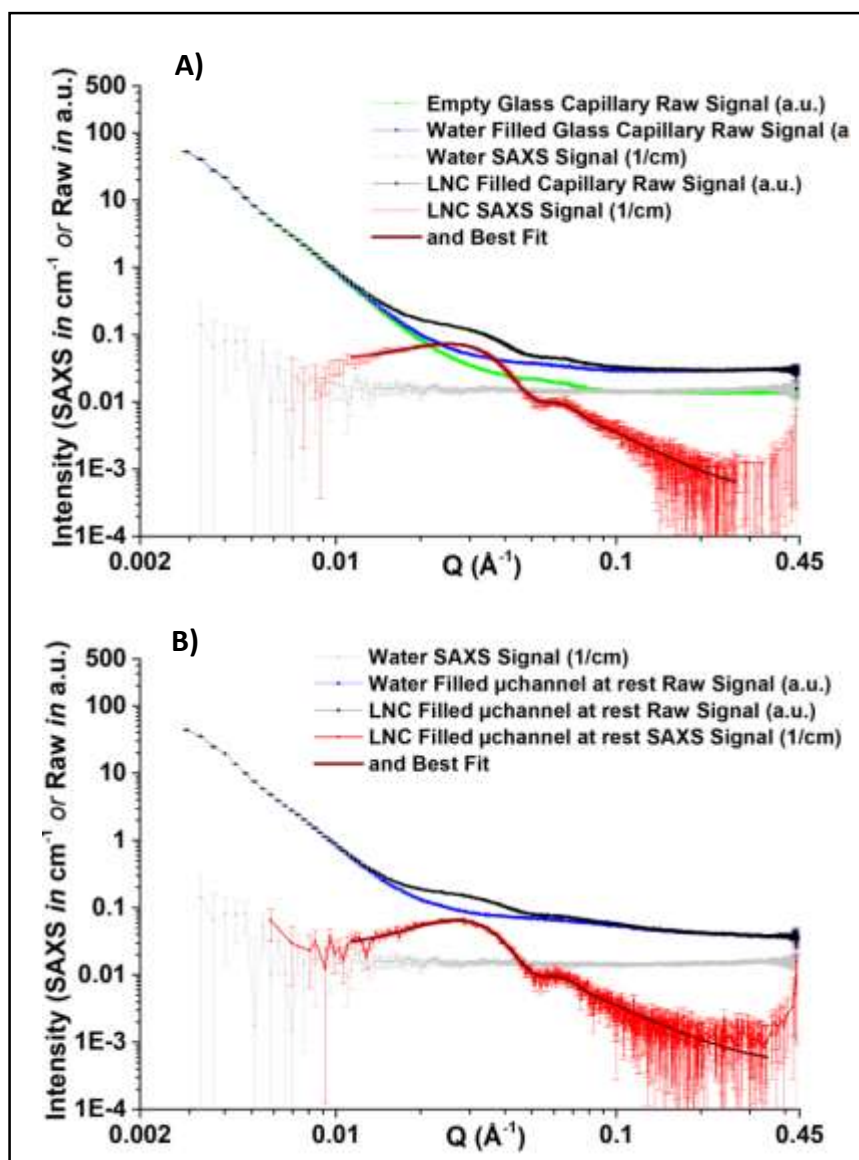 A)
500
100
10
1
0.1
0.01
1E-3
1E-4
Intensity (SAXS in cm⁻¹ or Raw in a.u.)
Empty Glass Capillary Raw Signal (a.u.)
Water Filled Glass Capillary Raw Signal (a
Water SAXS Signal (1/cm)
LNC Filled Capillary Raw Signal (a.u.)
LNC SAXS Signal (1/cm)
and Best Fit
0.002
0.01
0.1
0.45
Q (Å⁻¹)
B)
500
100
10
1
0.1
0.01
1E-3
1E-4
Intensity (SAXS in cm⁻¹ or Raw in a.u.)
Water SAXS Signal (1/cm)
Water Filled µchannel at rest Raw Signal (a.u.)
LNC Filled µchannel at rest Raw Signal (a.u.)
LNC Filled µchannel at rest SAXS Signal (1/cm)
and Best Fit
0.002
0.01
0.1
0.45
Q (Å⁻¹)